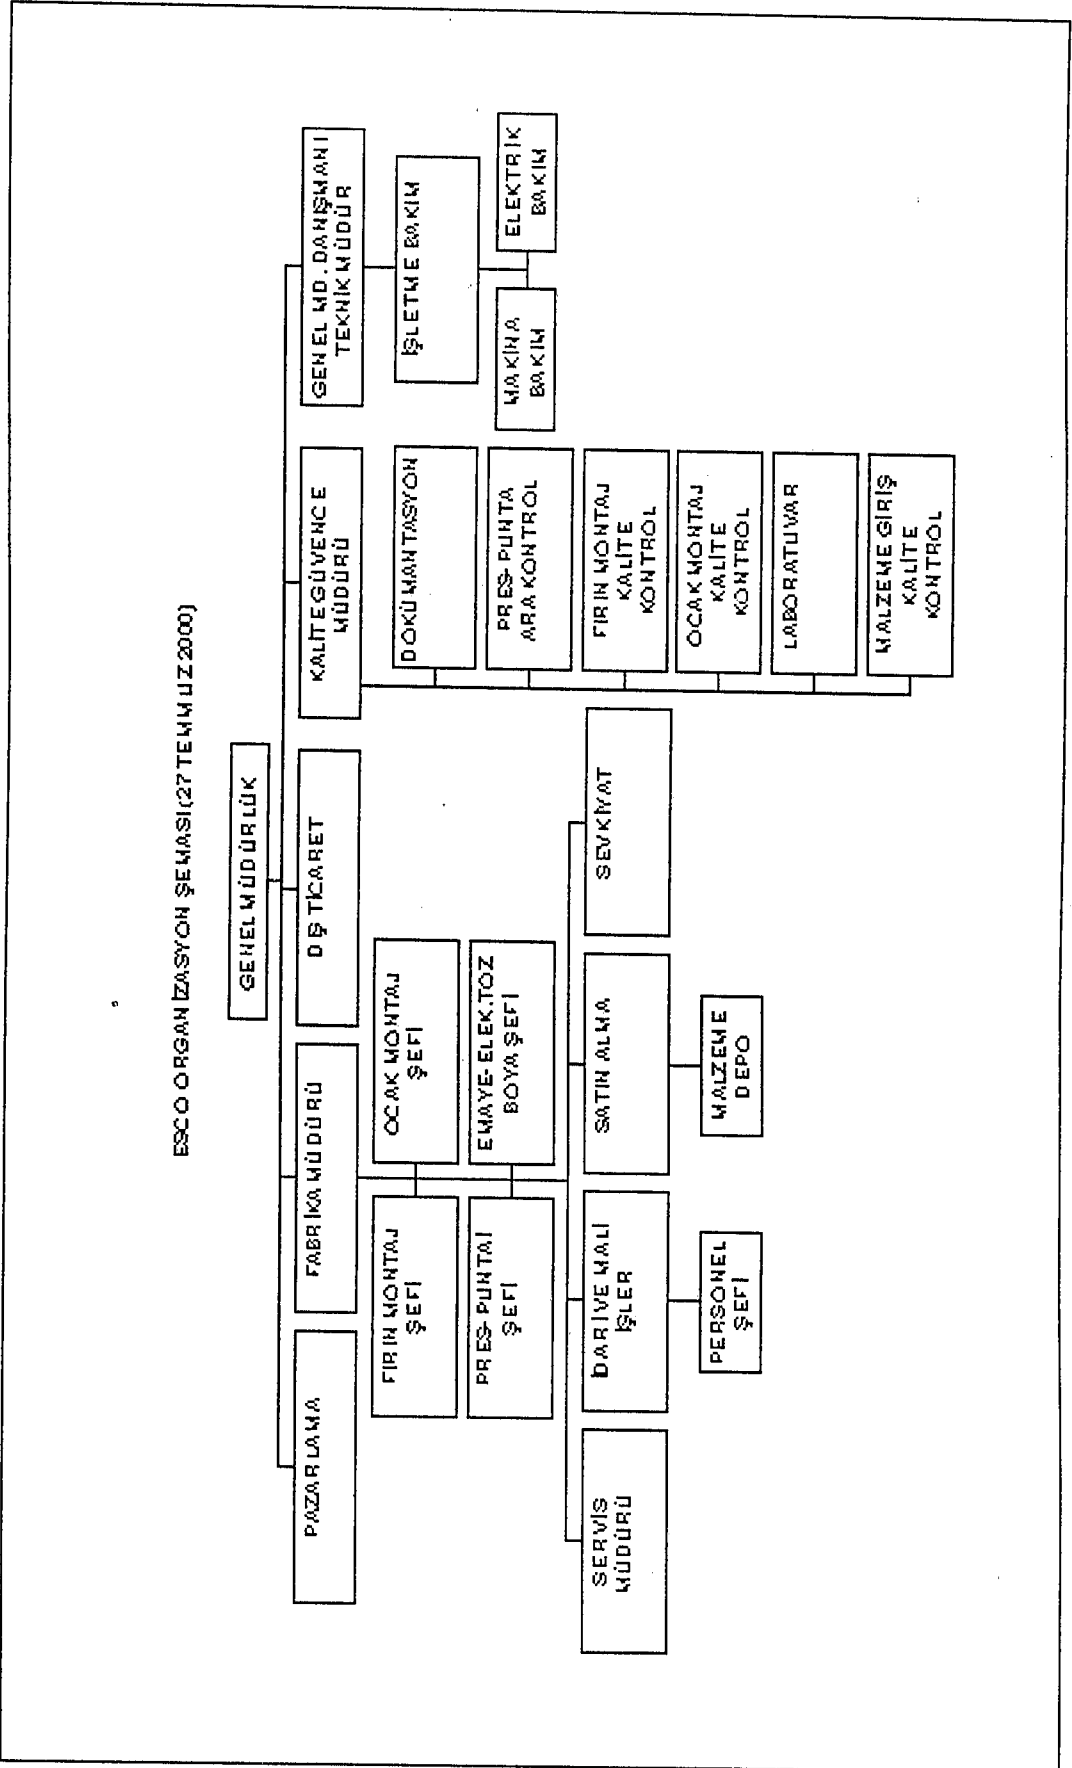 ESCO ORGANİZASYON ŞEMASI(27 TEMMUZ 2000)
GENEL MÜDÜRLÜK
PAZARLAMA
FABRİKA MÜDÜRÜ
DIŞ TİCARET
KALİTE GÜVENCE
MÜDÜRÜ
GENEL MD. DANIŞMANI
TEKNİK MÜDÜR
FIRIN MONTAJ
ŞEFİ
OCAK MONTAJ
ŞEFİ
PRES-PUNTAI
ŞEFİ
EMAYE-ELEK.TOZ
BOYA ŞEFİ
SERVİS
MÜDÜRÜ
İDARİ VE MALİ
İŞLER
SATIN ALMA
SEVKİYAT
PERSONEL
ŞEFİ
MALZEME
DEPO
DOKÜMANTASYON
PRES-PUNTA
ARA KONTROL
FIRIN MONTAJ
KALİTE
KONTROL
OCAK MONTAJ
KALİTE
KONTROL
LABORATUVAR
MALZEME GİRİŞ
KALİTE
KONTROL
İŞLETME BAKIM
MAKİNA
BAKIM
ELEKTRİK
BAKIM